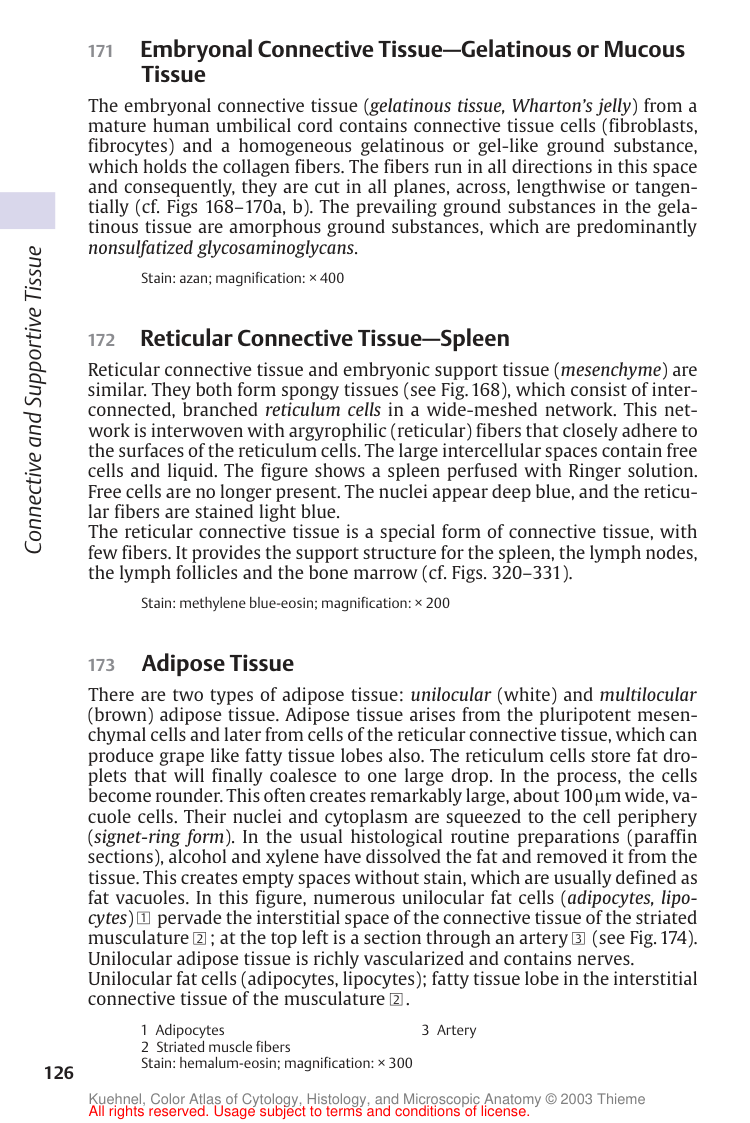 171 Embryonal Connective Tissue—Gelatinous or Mucous
Tissue
The embryonal connective tissue (gelatinous tissue, Wharton's jelly) from a
mature human umbilical cord contains connective tissue cells (fibroblasts,
fibrocytes) and a homogeneous gelatinous or gel-like ground substance,
which holds the collagen fibers. The fibers run in all directions in this space
and consequently, they are cut in all planes, across, lengthwise or tangen-
tially (cf. Figs 168–170a, b). The prevailing ground substances in the gela-
tinous tissue are amorphous ground substances, which are predominantly
nonsulfatized glycosaminoglycans.
Stain: azan; magnification: × 400
172 Reticular Connective Tissue—Spleen
Reticular connective tissue and embryonic support tissue (mesenchyme) are
similar. They both form spongy tissues (see Fig. 168), which consist of inter-
connected, branched reticulum cells in a wide-meshed network. This net-
work is interwoven with argyrophilic (reticular) fibers that closely adhere to
the surfaces of the reticulum cells. The large intercellular spaces contain free
cells and liquid. The figure shows a spleen perfused with Ringer solution.
Free cells are no longer present. The nuclei appear deep blue, and the reticu-
lar fibers are stained light blue.
The reticular connective tissue is a special form of connective tissue, with
few fibers. It provides the support structure for the spleen, the lymph nodes,
the lymph follicles and the bone marrow (cf. Figs. 320–331).
Stain: methylene blue-eosin; magnification: × 200
173 Adipose Tissue
There are two types of adipose tissue: unilocular (white) and multilocular
(brown) adipose tissue. Adipose tissue arises from the pluripotent mesen-
chymal cells and later from cells of the reticular connective tissue, which can
produce grape like fatty tissue lobes also. The reticulum cells store fat dro-
plets that will finally coalesce to one large drop. In the process, the cells
become rounder. This often creates remarkably large, about 100 µm wide, va-
cuole cells. Their nuclei and cytoplasm are squeezed to the cell periphery
(signet-ring form). In the usual histological routine preparations (paraffin
sections), alcohol and xylene have dissolved the fat and removed it from the
tissue. This creates empty spaces without stain, which are usually defined as
fat vacuoles. In this figure, numerous unilocular fat cells (adipocytes, lipo-
cytes) 1 pervade the interstitial space of the connective tissue of the striated
musculature 2 ; at the top left is a section through an artery 3 (see Fig. 174).
Unilocular adipose tissue is richly vascularized and contains nerves.
Unilocular fat cells (adipocytes, lipocytes); fatty tissue lobe in the interstitial
connective tissue of the musculature 2 .
1 Adipocytes 3 Artery
2 Striated muscle fibers
Stain: hemalum-eosin; magnification: × 300
Connective and Supportive Tissue
126
Kuehnel, Color Atlas of Cytology, Histology, and Microscopic Anatomy © 2003 Thieme
All rights reserved. Usage subject to terms and conditions of license.